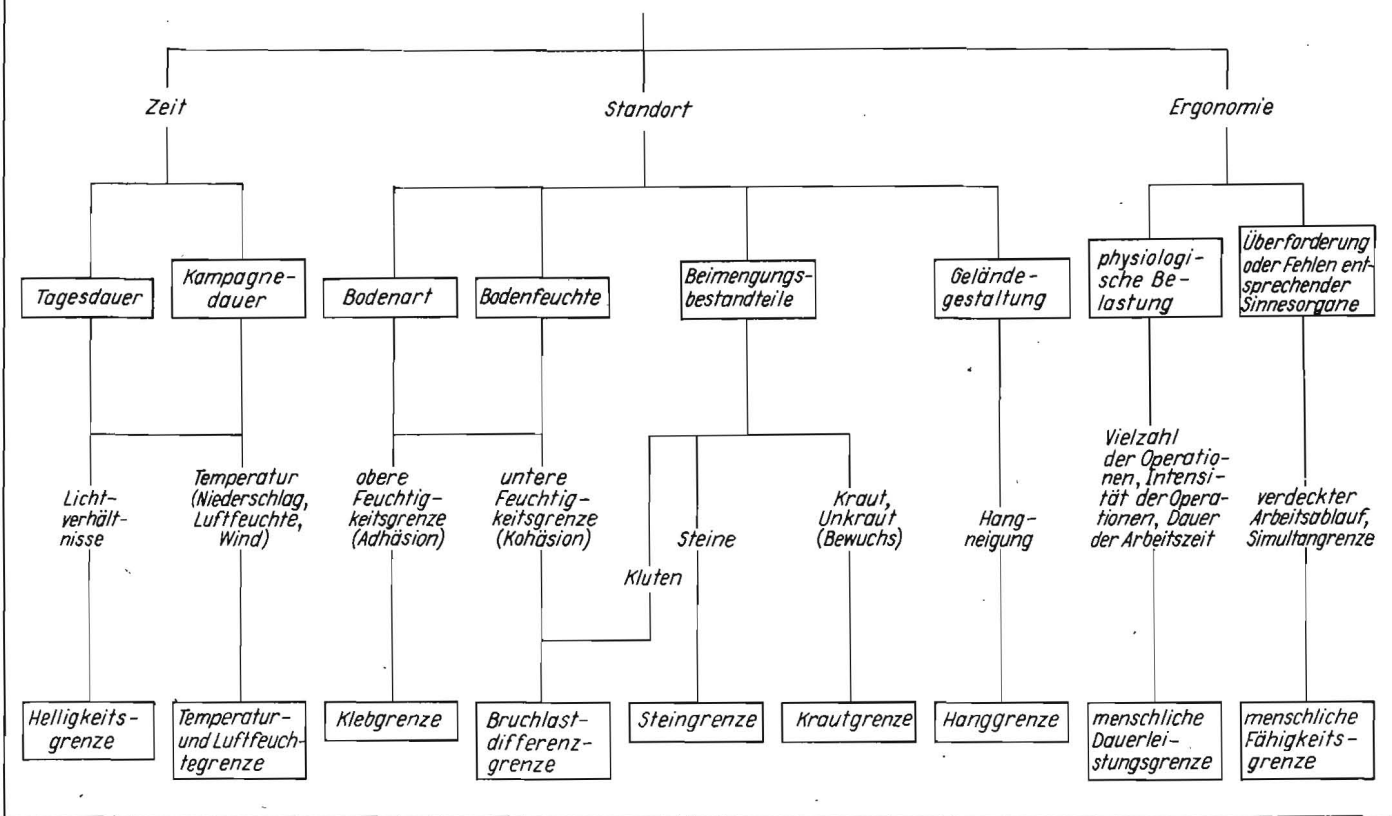 Zeit
Standort
Ergonomie
Tagesdauer
Kampagne-
dauer
Bodenart
Bodenfeuchte
Beimengungs-
bestandteile
Gelände-
gestaltung
physiologi-
sche Be-
lastung
Überforderung
oder Fehlen ent-
sprechender
Sinnesorgane
Licht-
verhält-
nisse
Temperatur
(Niederschlag,
Luftfeuchte,
Wind)
obere
Feuchtig-
keitsgrenze
(Adhäsion)
untere
Feuchtig-
keitsgrenze
(Kohäsion)
Kluten
Steine
Kraut,
Unkraut
(Bewuchs)
Hang-
neigung
Vielzahl
der Operatio-
nen, Intensi-
tät der Opera-
tionen, Dauer
der Arbeitszeit
verdeckter
Arbeitsablauf,
Simultangrenze
Helligkeits-
grenze
Temperatur-
und Luftfeuch-
tegrenze
Klebgrenze
Bruchlast-
differenz-
grenze
Steingrenze
Krautgrenze
Hanggrenze
menschliche
Dauerlei-
stungsgrenze
menschliche
Fähigkeits-
grenze